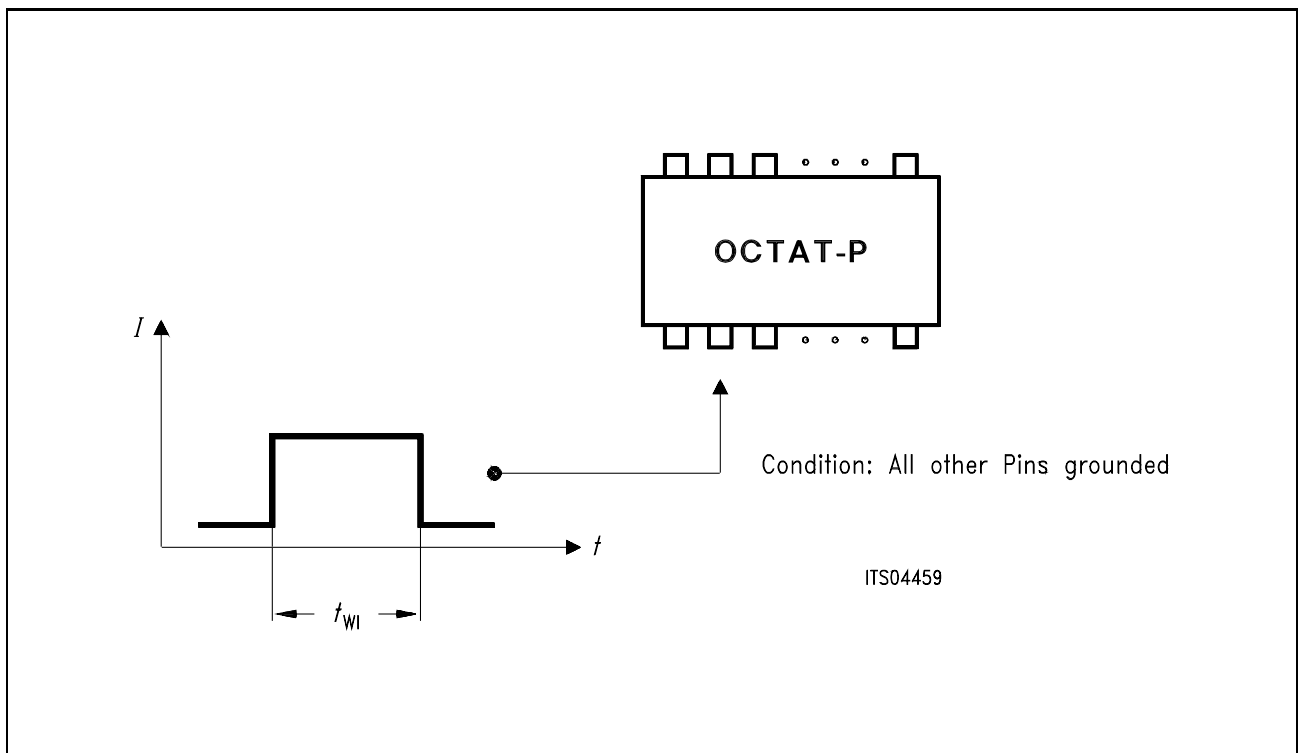 OCTAT-P
I
Condition: All other Pins grounded
t
ITS04459
tWI